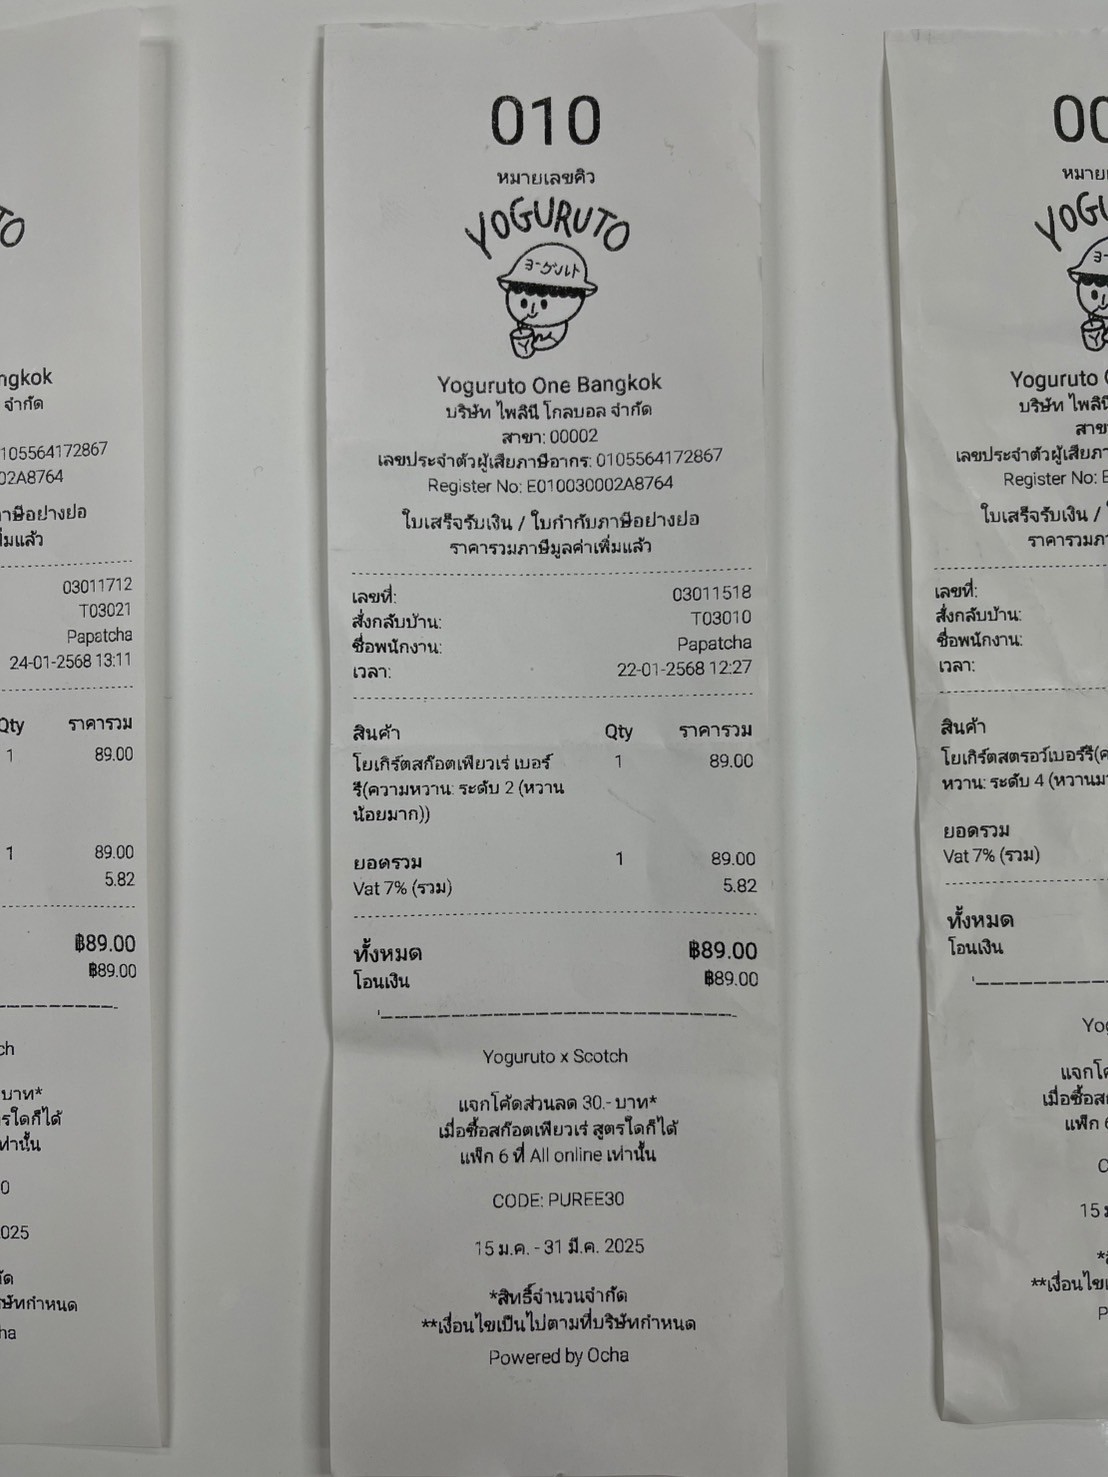 TO
ngkok
จำกัด
105564172867
02A8764
าษีอย่างย่อ
ิ่มแล้ว
03011712
T03021
Papatcha
24-01-2568 13:11
Qty ราคารวม
1 89.00
1 89.00
5.82
฿89.00
฿89.00
ch
บาท*
รใดก็ได้
ท่านั้น
0
025
กัด
ริษัทกำหนด
ha
010
หมายเลขคิว
YOGURUTO
ヨーグルト
Yoguruto One Bangkok
บริษัท ไพลินี โกลบอล จำกัด
สาขา: 00002
เลขประจำตัวผู้เสียภาษีอากร: 0105564172867
Register No: E010030002A8764
ใบเสร็จรับเงิน / ใบกำกับภาษีอย่างย่อ
ราคารวมภาษีมูลค่าเพิ่มแล้ว
เลขที่: 03011518
สั่งกลับบ้าน: T03010
ชื่อพนักงาน: Papatcha
เวลา: 22-01-2568 12:27
สินค้า Qty ราคารวม
โยเกิร์ตสก๊อตเพียวเร่ เบอร์ 1 89.00
รี(ความหวาน: ระดับ 2 (หวาน
น้อยมาก))
ยอดรวม 1 89.00
Vat 7% (รวม) 5.82
ทั้งหมด ฿89.00
โอนเงิน ฿89.00
Yoguruto x Scotch
แจกโค้ดส่วนลด 30.- บาท*
เมื่อซื้อสก๊อตเพียวเร่ สูตรใดก็ได้
แพ็ก 6 ที่ All online เท่านั้น
CODE: PUREE30
15 ม.ค. - 31 มี.ค. 2025
*สิทธิ์จำนวนจำกัด
**เงื่อนไขเป็นไปตามที่บริษัทกำหนด
Powered by Ocha
00
หมายเ
YOGU
Yoguruto
บริษัท ไพลินี
สาข
เลขประจำตัวผู้เสียภา
Register No: E
ใบเสร็จรับเงิน /
ราคารวมภา
เลขที่:
สั่งกลับบ้าน:
ชื่อพนักงาน:
เวลา:
สินค้า
โยเกิร์ตสตรอว์เบอร์รี(ค
หวาน: ระดับ 4 (หวานมา
ยอดรวม
Vat 7% (รวม)
ทั้งหมด
โอนเงิน
Yog
แจกโค้
เมื่อซื้อสก๊
แพ็ก 6
C
15 ม
*สิ
**เงื่อนไขเ
P